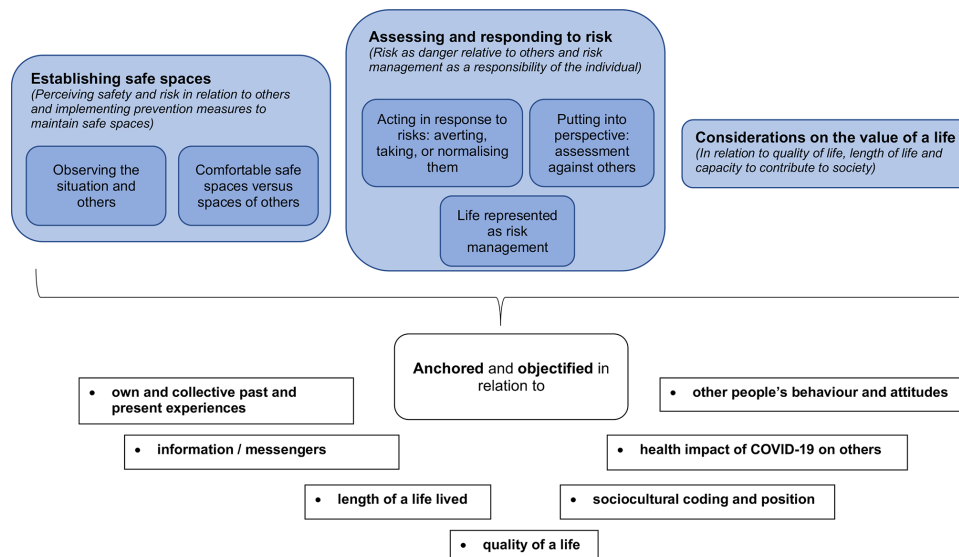 Establishing safe spaces
(Perceiving safety and risk in relation to others
and implementing prevention measures to
maintain safe spaces)
Observing the
situation and
others
Comfortable safe
spaces versus
spaces of others
Assessing and responding to risk
(Risk as danger relative to others and risk
management as a responsibility of the individual)
Acting in response to
risks: averting,
taking, or normalising
them
Putting into
perspective:
assessment
against others
Life represented
as risk
management
Considerations on the value of a life
(In relation to quality of life, length of life and
capacity to contribute to society)
Anchored and objectified in
relation to
• own and collective past and
present experiences
• other people's behaviour and attitudes
• information / messengers
• health impact of COVID-19 on others
• length of a life lived
• sociocultural coding and position
• quality of a life